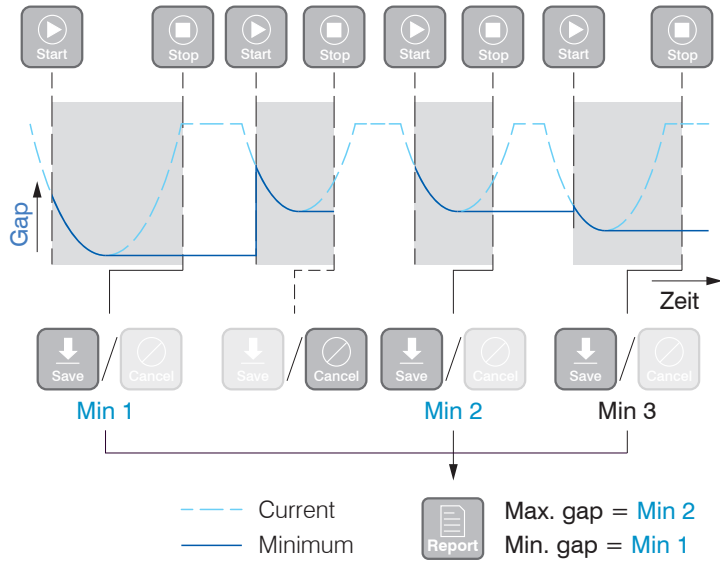 Start Stop Start Stop Start Stop Start Stop
Gap
Zeit
Save Cancel Save Cancel Save Cancel Save Cancel
Min 1 Min 2 Min 3
Current
Minimum
Report
Max. gap = Min 2
Min. gap = Min 1